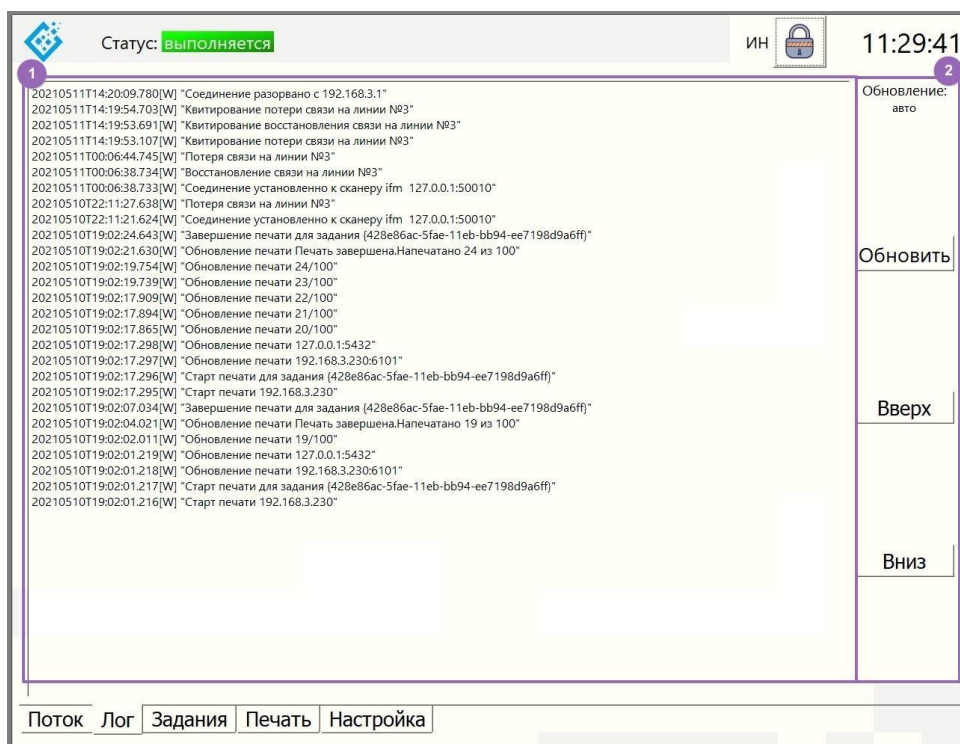 Статус: выполняется
ИН
11:29:41
1
2
20210511T14:20:09.780[W] "Соединение разорвано с 192.168.3.1"
20210511T14:19:54.703[W] "Квитирование потери связи на линии №3"
20210511T14:19:53.691[W] "Квитирование восстановления связи на линии №3"
20210511T14:19:53.107[W] "Квитирование потери связи на линии №3"
20210511T00:06:44.745[W] "Потеря связи на линии №3"
20210511T00:06:38.734[W] "Восстановление связи на линии №3"
20210511T00:06:38.733[W] "Соединение установленно к сканеру ifm 127.0.0.1:50010"
20210510T22:11:27.638[W] "Потеря связи на линии №3"
20210510T22:11:21.624[W] "Соединение установленно к сканеру ifm 127.0.0.1:50010"
20210510T19:02:24.643[W] "Завершение печати для задания {428e86ac-5fae-11eb-bb94-ee7198d9a6ff}"
20210510T19:02:21.630[W] "Обновление печати Печать завершена.Напечатано 24 из 100"
20210510T19:02:19.754[W] "Обновление печати 24/100"
20210510T19:02:19.739[W] "Обновление печати 23/100"
20210510T19:02:17.909[W] "Обновление печати 22/100"
20210510T19:02:17.894[W] "Обновление печати 21/100"
20210510T19:02:17.865[W] "Обновление печати 20/100"
20210510T19:02:17.298[W] "Обновление печати 127.0.0.1:5432"
20210510T19:02:17.297[W] "Обновление печати 192.168.3.230:6101"
20210510T19:02:17.296[W] "Старт печати для задания {428e86ac-5fae-11eb-bb94-ee7198d9a6ff}"
20210510T19:02:17.295[W] "Старт печати 192.168.3.230"
20210510T19:02:07.034[W] "Завершение печати для задания {428e86ac-5fae-11eb-bb94-ee7198d9a6ff}"
20210510T19:02:04.021[W] "Обновление печати Печать завершена.Напечатано 19 из 100"
20210510T19:02:02.011[W] "Обновление печати 19/100"
20210510T19:02:01.219[W] "Обновление печати 127.0.0.1:5432"
20210510T19:02:01.218[W] "Обновление печати 192.168.3.230:6101"
20210510T19:02:01.217[W] "Старт печати для задания {428e86ac-5fae-11eb-bb94-ee7198d9a6ff}"
20210510T19:02:01.216[W] "Старт печати 192.168.3.230"
Обновление:
авто
Обновить
Вверх
Вниз
Поток Лог Задания Печать Настройка